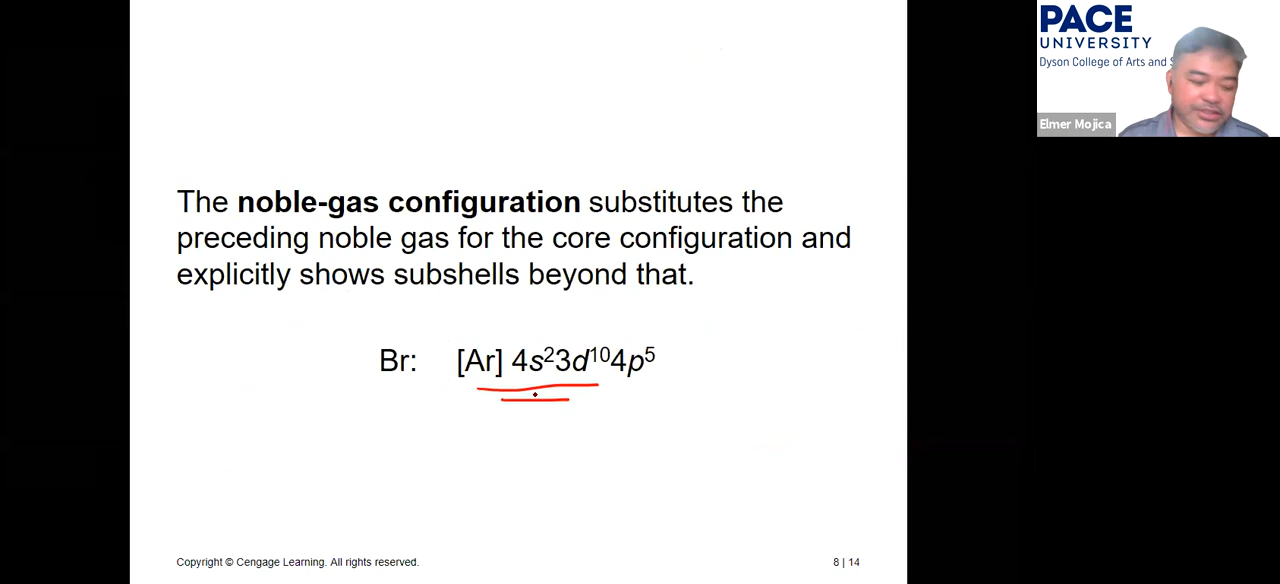 PACE
UNIVERSITY
Dyson College of Arts and S
Elmer Mojica
The noble-gas configuration substitutes the
preceding noble gas for the core configuration and
explicitly shows subshells beyond that.
Br: [Ar] 4s²3d¹⁰4p⁵
Copyright © Cengage Learning. All rights reserved.
8 | 14